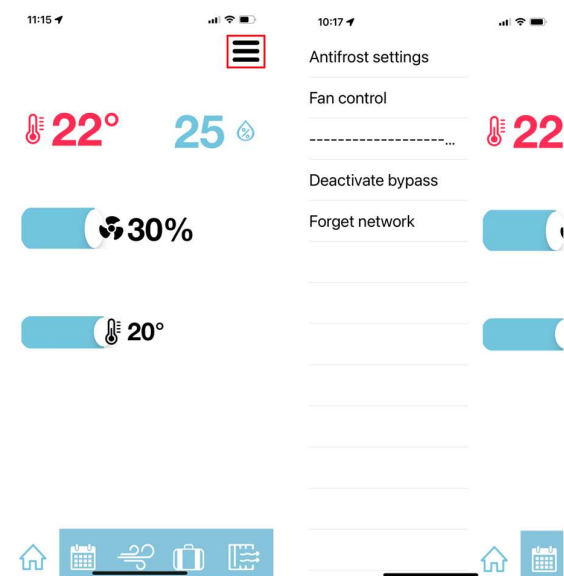 11:15
22°
25 %
30%
20°
10:17
Antifrost settings
Fan control
-------------------...
Deactivate bypass
Forget network
22